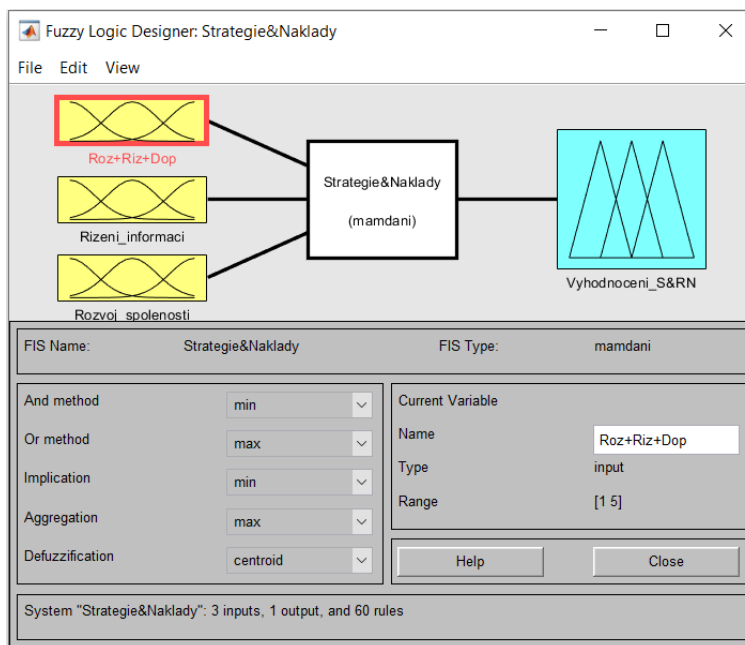 Fuzzy Logic Designer: Strategie&Naklady
File Edit View
Roz+Riz+Dop
Rizeni_informaci
Rozvoj_spolenosti
Strategie&Naklady
(mamdani)
Vyhodnoceni_S&RN
FIS Name: Strategie&Naklady FIS Type: mamdani
And method min
Or method max
Implication min
Aggregation max
Defuzzification centroid
Current Variable
Name Roz+Riz+Dop
Type input
Range [1 5]
Help Close
System "Strategie&Naklady": 3 inputs, 1 output, and 60 rules